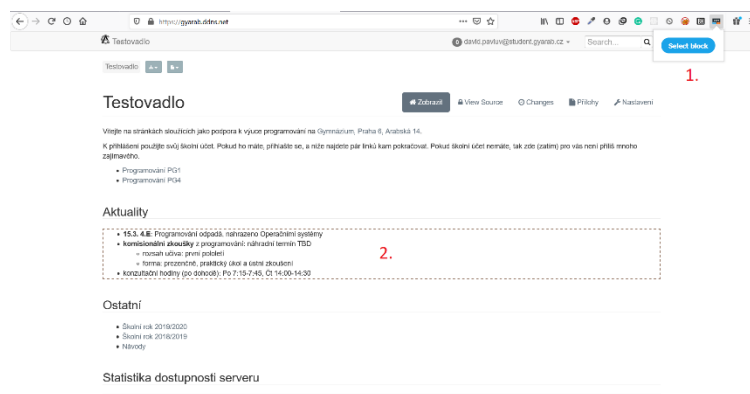 https://gyarab.ddns.net
Testovadlo
0 david.pavluv@student.gyarab.cz
Search...
Select block
1.
Testovadlo
Testovadlo
Zobrazit
View Source
Changes
Přílohy
Nastavení
Vítejte na stránkách sloužících jako podpora k výuce programování na Gymnázium, Praha 6, Arabská 14.
K přihlášení použijte svůj školní účet. Pokud ho máte, přihlašte se, a níže najdete pár linků kam pokračovat. Pokud školní účet nemáte, tak zde (zatím) pro vás není příliš mnoho
zajímavého.
Programování PG1
Programování PG4
Aktuality
15.3. 4.E: Programování odpadá, nahrazeno Operačními systémy
komisionální zkoušky z programování: náhradní termín TBD
rozsah učiva: první pololetí
forma: prezenčně, praktický úkol a ústní zkoušení
konzultační hodiny (po dohodě): Po 7:15-7:45, Čt 14:00-14:30
2.
Ostatní
Školní rok 2019/2020
Školní rok 2018/2019
Návody
Statistika dostupnosti serveru